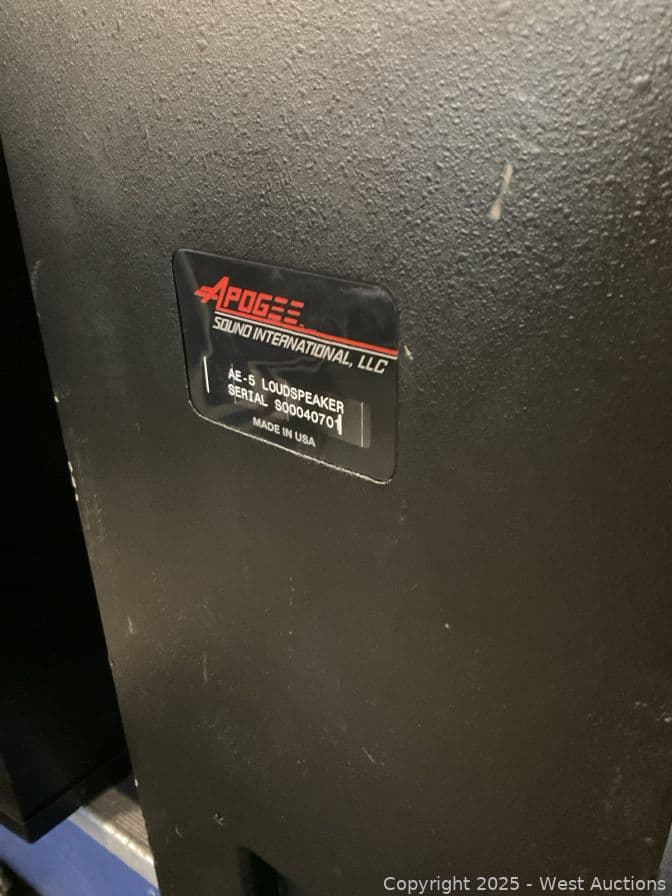 APOGEE
SOUND INTERNATIONAL, LLC
AE-5 LOUDSPEAKER
SERIAL S00040701
MADE IN USA
Copyright 2025 - West Auctions